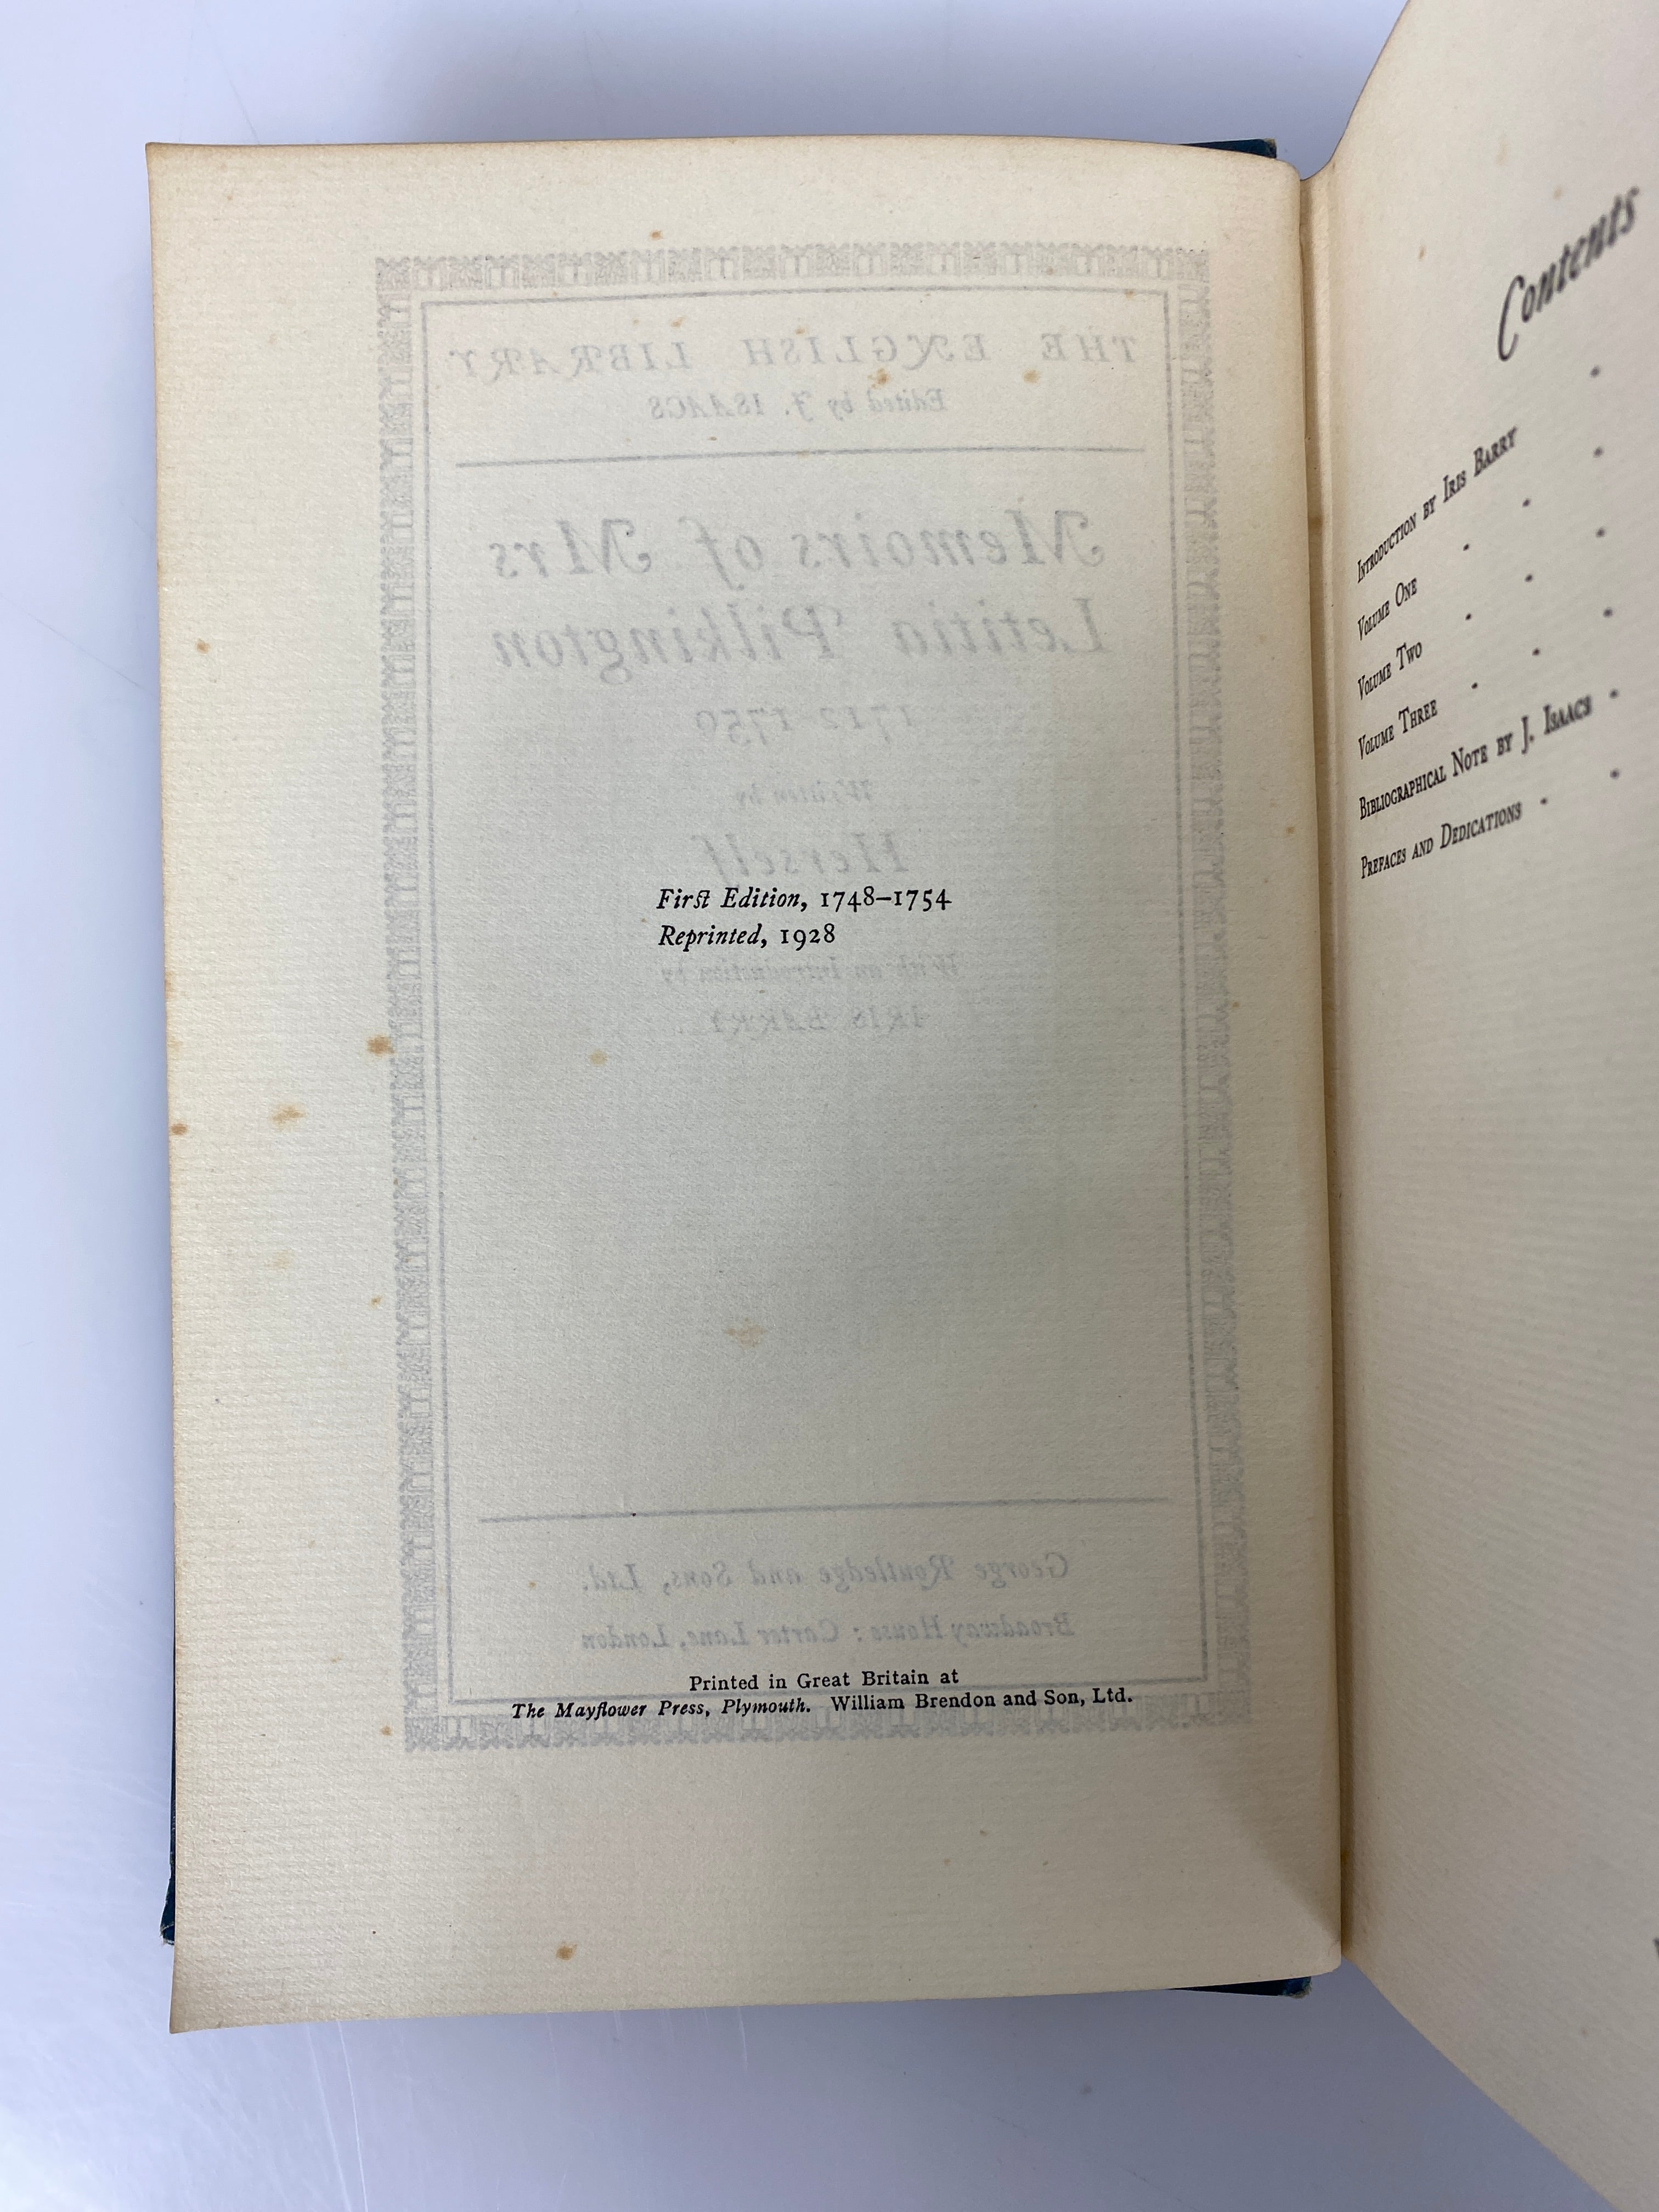 THE ENGLISH LIBRARY
Edited by J. ISAACS
Memoirs of Mrs
Letitia Pilkington
1712-1750
Written by
Herself
First Edition, 1748–1754
Reprinted, 1928
With an Introduction by
IRIS BARRY
George Routledge and Sons, Ltd.
Broadway House: Carter Lane, London
Printed in Great Britain at
The Mayflower Press, Plymouth. William Brendon and Son, Ltd.
Contents
INTRODUCTION BY IRIS BARRY
VOLUME ONE
VOLUME TWO
VOLUME THREE
BIBLIOGRAPHICAL NOTE BY J. ISAACS
PREFACES AND DEDICATIONS